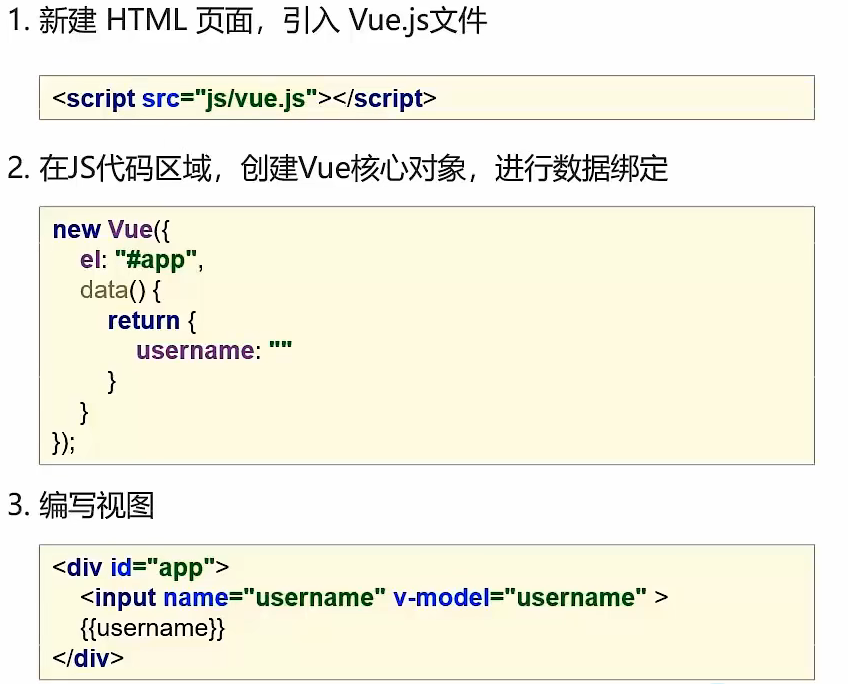 1. 新建 HTML 页面，引入 Vue.js文件
<script src="js/vue.js"></script>
2. 在JS代码区域，创建Vue核心对象，进行数据绑定
new Vue({
    el: "#app",
    data() {
        return {
            username: ""
        }
    }
});
3. 编写视图
<div id="app">
    <input name="username" v-model="username" >
    {{username}}
</div>